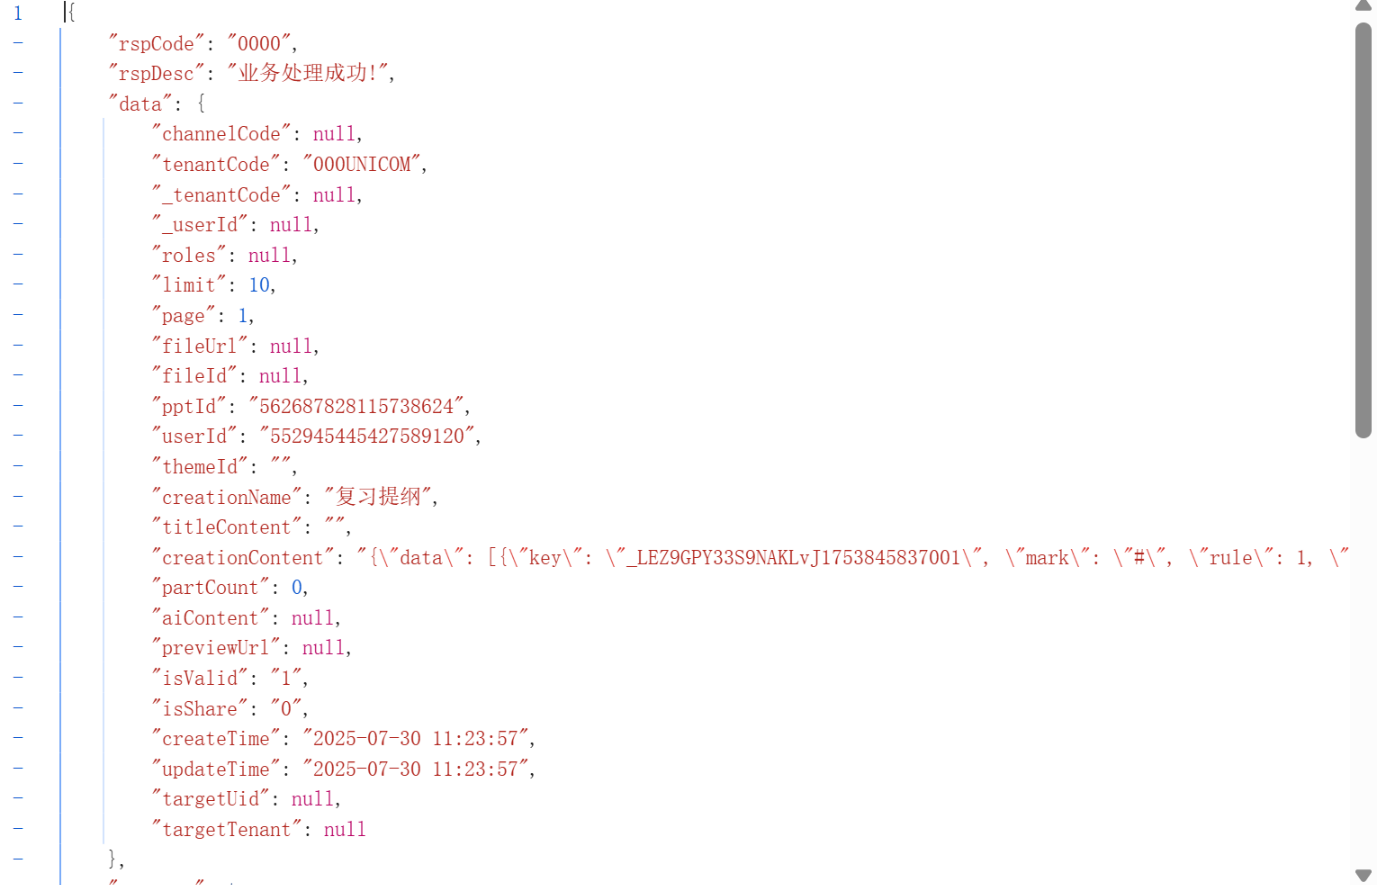 1 {
"rspCode": "0000",
"rspDesc": "业务处理成功!",
"data": {
"channelCode": null,
"tenantCode": "000UNICOM",
"_tenantCode": null,
"_userId": null,
"roles": null,
"limit": 10,
"page": 1,
"fileUrl": null,
"fileId": null,
"pptId": "562687828115738624",
"userId": "552945445427589120",
"themeId": "",
"creationName": "复习提纲",
"titleContent": "",
"creationContent": "{\"data\": [{\"key\": \"_LEZ9GPY33S9NAKLvJ1753845837001\", \"mark\": \"#\", \"rule\": 1, \"
"partCount": 0,
"aiContent": null,
"previewUrl": null,
"isValid": "1",
"isShare": "0",
"createTime": "2025-07-30 11:23:57",
"updateTime": "2025-07-30 11:23:57",
"targetUid": null,
"targetTenant": null
},